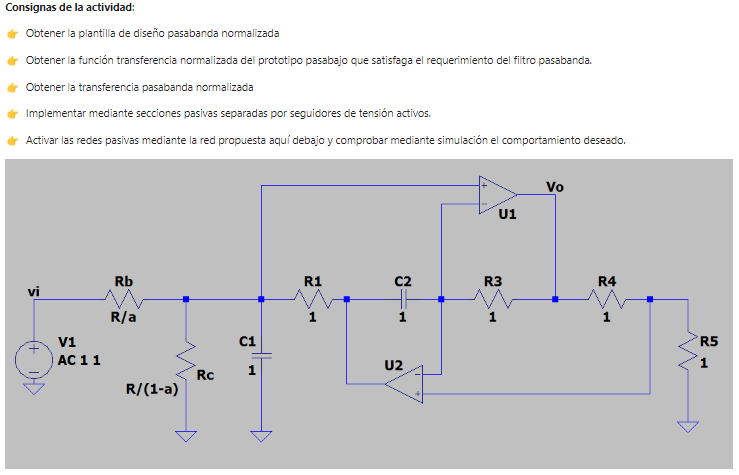 Consignas de la actividad:
Obtener la plantilla de diseño pasabanda normalizada
Obtener la función transferencia normalizada del prototipo pasabajo que satisfaga el requerimiento del filtro pasabanda.
Obtener la transferencia pasabanda normalizada
Implementar mediante secciones pasivas separadas por seguidores de tensión activos.
Activar las redes pasivas mediante la red propuesta aquí debajo y comprobar mediante simulación el comportamiento deseado.
Vo
U1
Rb
R1
C2
R3
R4
vi
R/a
1
1
1
1
V1
AC 1 1
C1
1
U2
R5
1
Rc
R/(1-a)